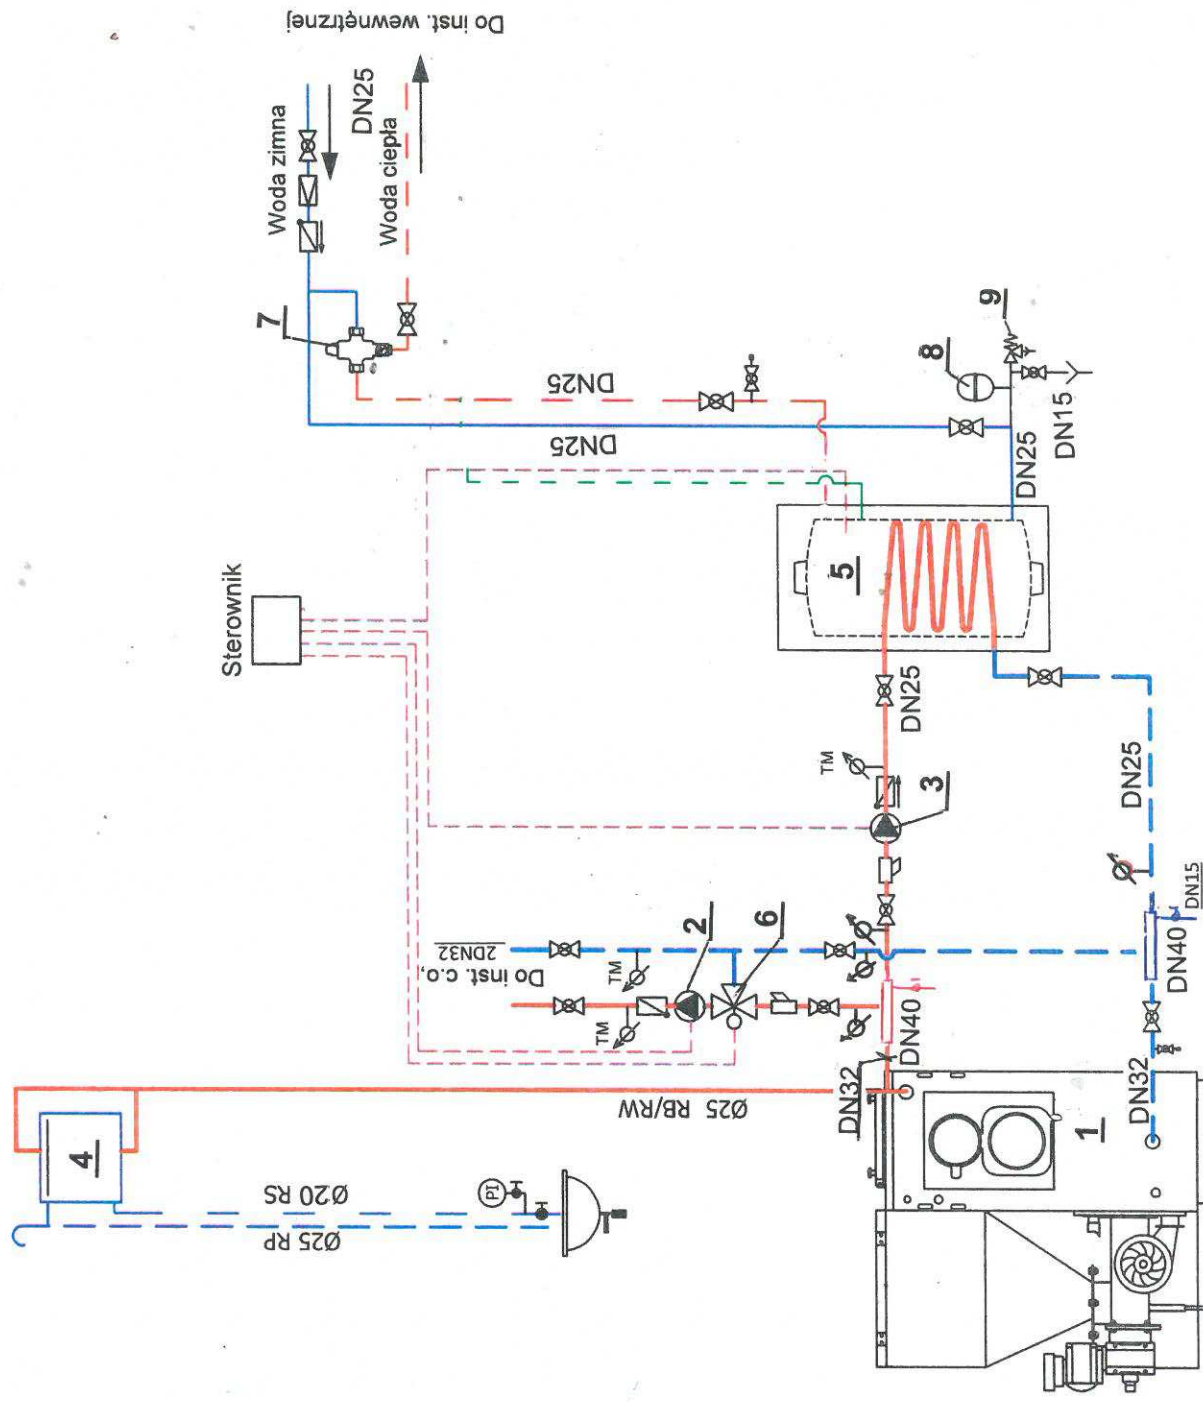 Do inst. wewnętrznej
Woda zimna
DN25
Woda ciepła
7
DN25
DN25
9
8
DN15
DN25
Sterownik
5
DN25
TM
3
DN25
DN15
2DN32
Do inst. c.o,
2
6
TM
TM
DN40
DN40
DN32
DN32
Ø25 RB/RW
4
Ø20 RS
Ø25 RP
PI
1